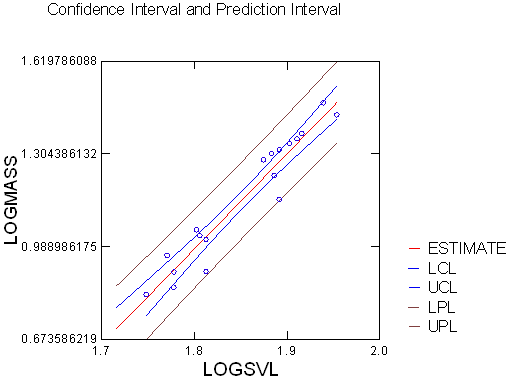 Confidence Interval and Prediction Interval
1.619786088
1.304386132
0.988986175
0.673586219
LOGMASS
1.7 1.8 1.9 2.0
LOGSVL
ESTIMATE
LCL
UCL
LPL
UPL